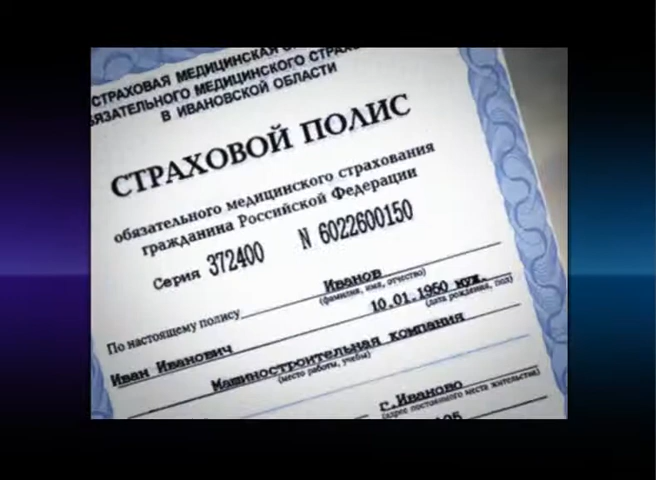 СТРАХОВАЯ МЕДИЦИНСКАЯ
ОБЯЗАТЕЛЬНОГО МЕДИЦИНСКОГО
В ИВАНОВСКОЙ ОБЛАСТИ
СТРАХОВОЙ ПОЛИС
обязательного медицинского страхования
гражданина Российской Федерации
Серия 372400 N 6022600150
По настоящему полису Иванов
(фамилия, имя, отчество)
Иван Иванович 10.01.1950 муж.
(дата рождения, пол)
Машиностроительная компания
(место работы, учебы)
г.Иваново
(адрес постоянного места жительства)